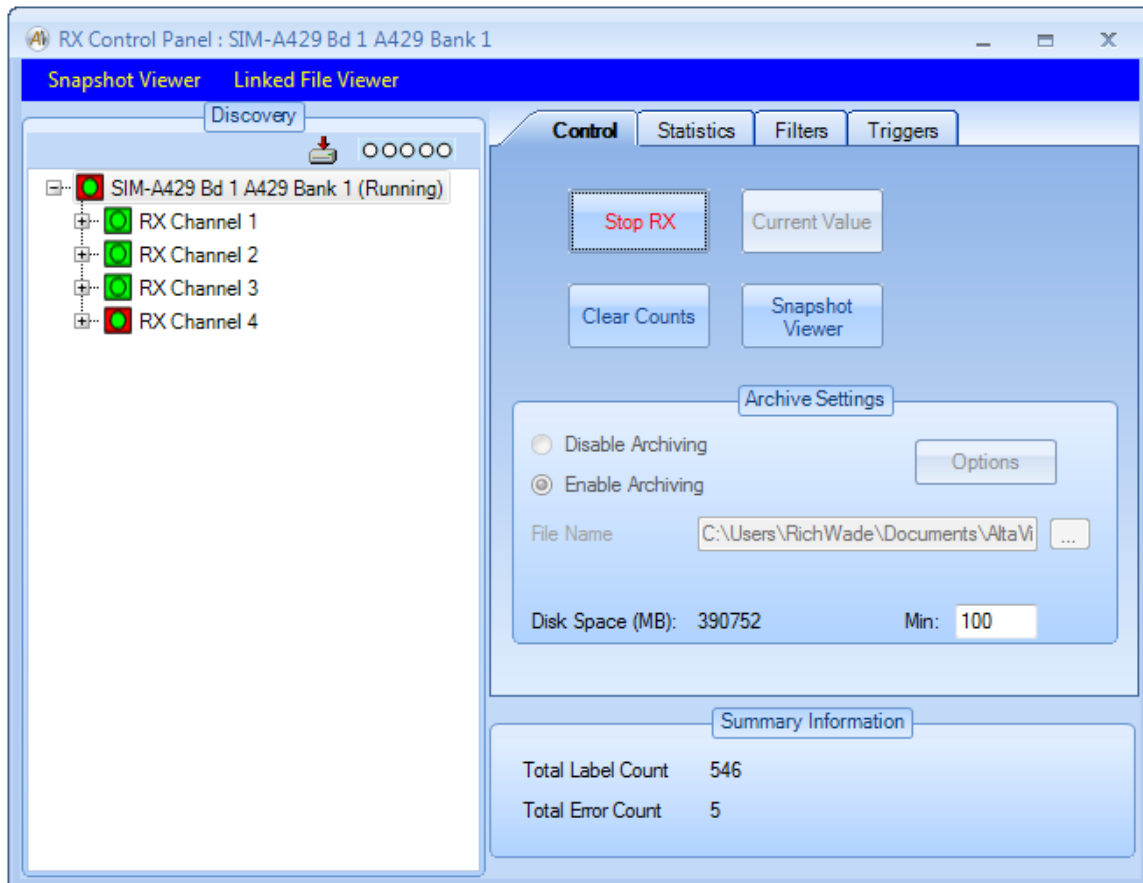 RX Control Panel : SIM-A429 Bd 1 A429 Bank 1
Snapshot Viewer Linked File Viewer
Discovery
SIM-A429 Bd 1 A429 Bank 1 (Running)
RX Channel 1
RX Channel 2
RX Channel 3
RX Channel 4
Control Statistics Filters Triggers
Stop RX Current Value
Clear Counts Snapshot
Viewer
Archive Settings
Disable Archiving
Options
Enable Archiving
File Name C:\Users\RichWade\Documents\AltaVi ...
Disk Space (MB): 390752 Min: 100
Summary Information
Total Label Count 546
Total Error Count 5